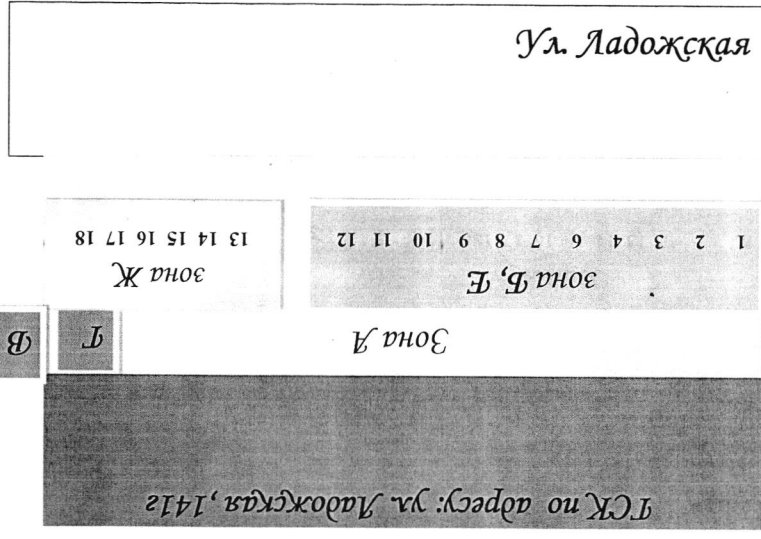 ТСК по адресу: ул. Ладожская ,141г
Зона А
Г
В
зона Б, Е
1 2 3 4 6 7 8 9 10 11 12
зона Ж
13 14 15 16 17 18
Ул. Ладожская